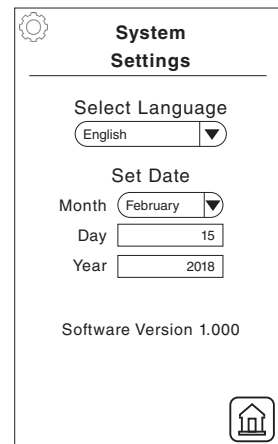 System
Settings
Select Language
English
Set Date
Month February
Day 15
Year 2018
Software Version 1.000